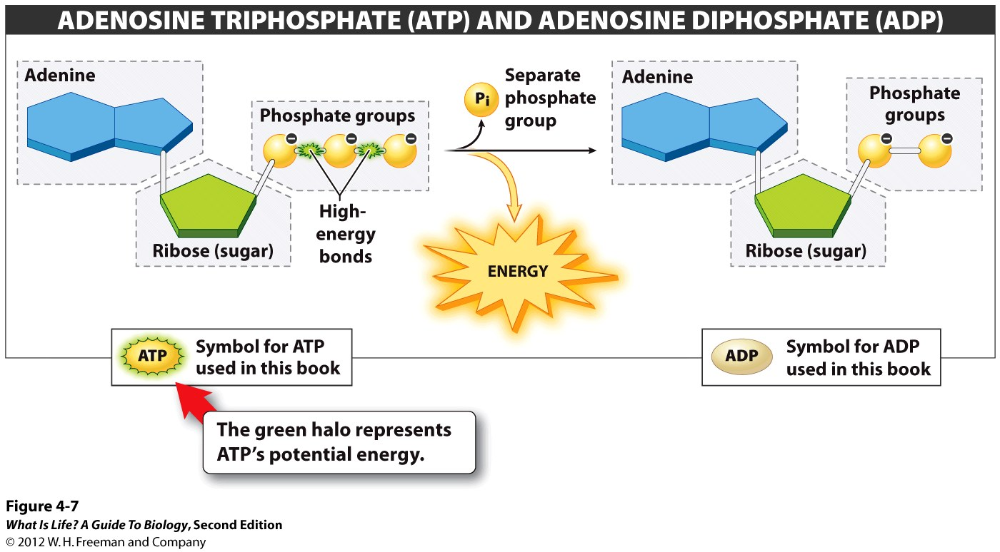 ADENOSINE TRIPHOSPHATE (ATP) AND ADENOSINE DIPHOSPHATE (ADP)
Adenine
Phosphate groups
High-
energy
bonds
Ribose (sugar)
Pi
Separate
phosphate
group
ENERGY
Adenine
Phosphate
groups
Ribose (sugar)
ATP
Symbol for ATP
used in this book
ADP
Symbol for ADP
used in this book
The green halo represents
ATP’s potential energy.
Figure 4-7
What Is Life? A Guide To Biology, Second Edition
© 2012 W. H. Freeman and Company